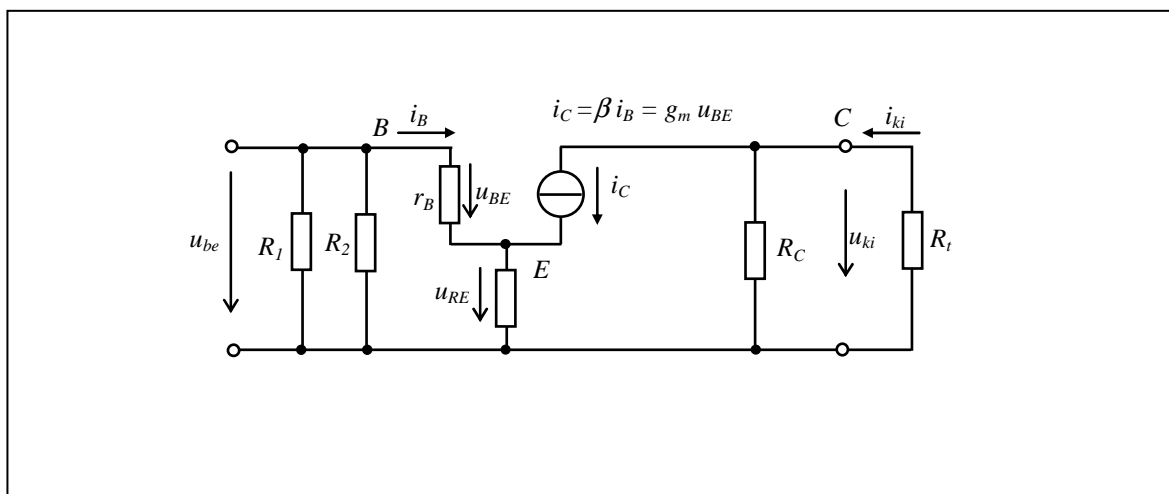 i_C = β i_B = g_m u_BE
B i_B C i_ki
r_B u_BE i_C
u_be R_1 R_2 R_C u_ki R_t
u_RE E